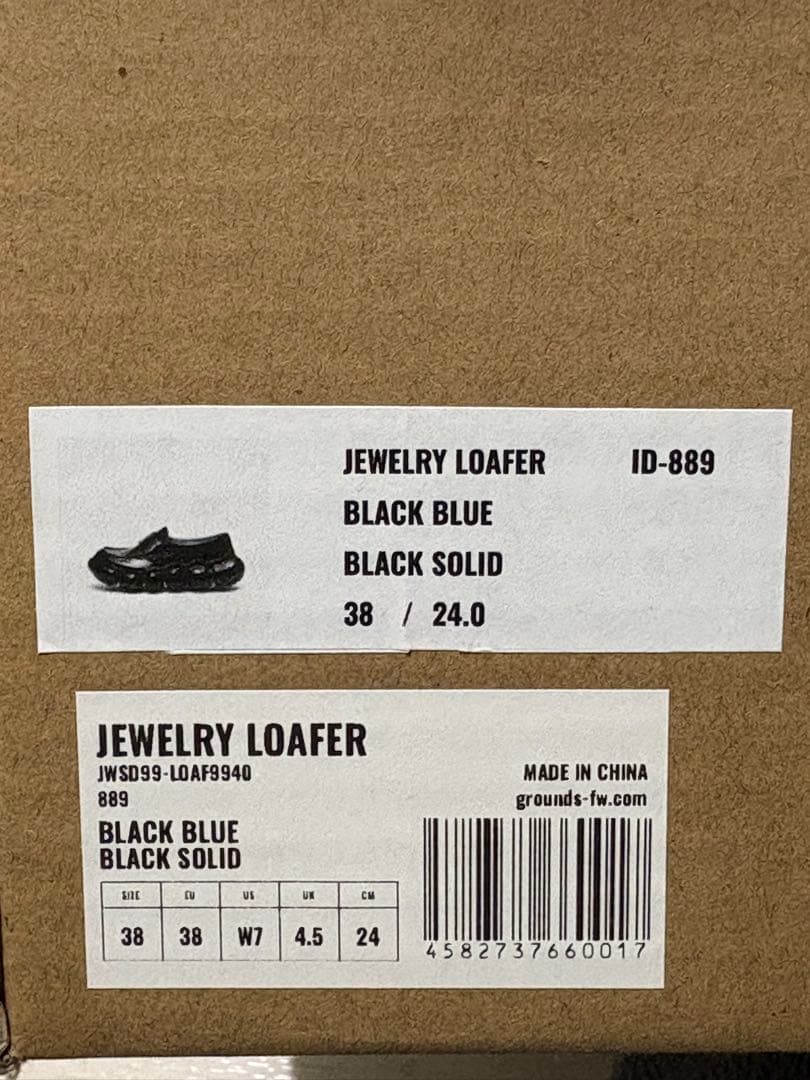 JEWELRY LOAFER ID-889
BLACK BLUE
BLACK SOLID
38 / 24.0
JEWELRY LOAFER
JWSD99-LOAF9940
889
MADE IN CHINA
grounds-fw.com
BLACK BLUE
BLACK SOLID
SIZE EU US UK CM
38 38 W7 4.5 24
4582737660017